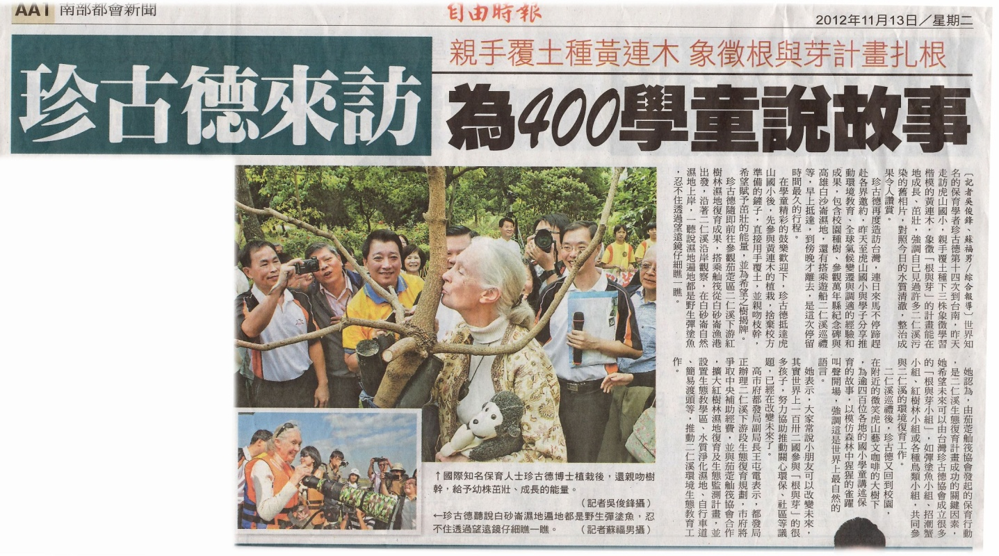 AA1 南部都會新聞
自由時報
2012年11月13日／星期二
珍古德來訪
親手覆土種黃連木 象徵根與芽計畫扎根
為400學童說故事
〔記者吳俊鋒、蘇福男／綜合報導〕世界知
名的保育學者珍古德第十四次到台南，昨天
走訪虎山國小，親手覆土種下三株象徵學習
楷模的黃連木，象徵「根與芽」的計畫能在
地成長、茁壯，強調自己見過許多二仁溪污
染的舊相片，對照今日的水質清澈，整治成
果令人讚賞。
珍古德再度造訪台灣，連日來馬不停蹄趕
赴各界邀約，昨天至虎山國小與學子分享推
動環境教育、全球氣候變遷與調適的經驗和
成果，包含校園種樹、參觀萬年縣紀念碑與
高雄白沙崙濕地，還有搭乘遊船二仁溪巡禮
等，早上抵達，到傍晚才離去，是這次停留
時間最久的行程。
在學童精彩的鼓樂歡迎下，珍古德抵達虎
山國小後，先參與黃連木的植栽，捨棄校方
準備的鏟子，直接用手覆土，並親吻枝幹，
希望賦予茁壯的能量，並為希望之樹揭牌。
珍古德隨即前往參觀茄萣區二仁溪下游紅
樹林濕地復育成果，搭乘舢筏從白砂崙漁港
出發，沿著二仁溪沿岸觀察，在白砂崙自然
濕地上岸，一聽說濕地遍地都是野生彈塗魚
，忍不住透過望遠鏡仔細瞧一瞧。
她認為，由茄萣舢筏協會發起的保育行動
，是二仁溪生態復育計畫成功的關鍵因素，
她希望未來可以由台灣珍古德協會成立很多
的「根與芽小組」，如彈塗魚小組、招潮蟹
小組、紅樹林小組或各種鳥類小組，共同參
與二仁溪的環境復育工作。
二仁溪巡禮後，珍古德又回到校園，
在附近的微笑虎山藝文咖啡的大樹下
，為逾四百位各地的國小學童講述保
育的故事，以模仿森林中猩猩的雀躍
叫聲開場，強調這是世界上最自然的
語言。
她表示，大家常說小朋友可以改變未來，
其實世界上一百卅二國參與「根與芽」的很
多孩子，努力協助推動關心環保、社區等議
題，已經在改變未來了。
高市府都發局副局長王屯電表示，都發局
正辦理二仁溪下游段生態復育規劃，市府將
爭取中央補助經費，並與茄萣舢筏協會合作
，擴大紅樹林濕地復育及生態監測計畫，並
設置生態教學區、水質淨化濕地、自行車道
、簡易渡頭等，推動二仁溪環境生態教育工
作。
↑國際知名保育人士珍古德博士植栽後，還親吻樹
幹，給予幼株茁壯、成長的能量。
（記者吳俊鋒攝）
←珍古德聽說白砂崙濕地遍地都是野生彈塗魚，忍
不住透過望遠鏡仔細瞧一瞧。 （記者蘇福男攝）